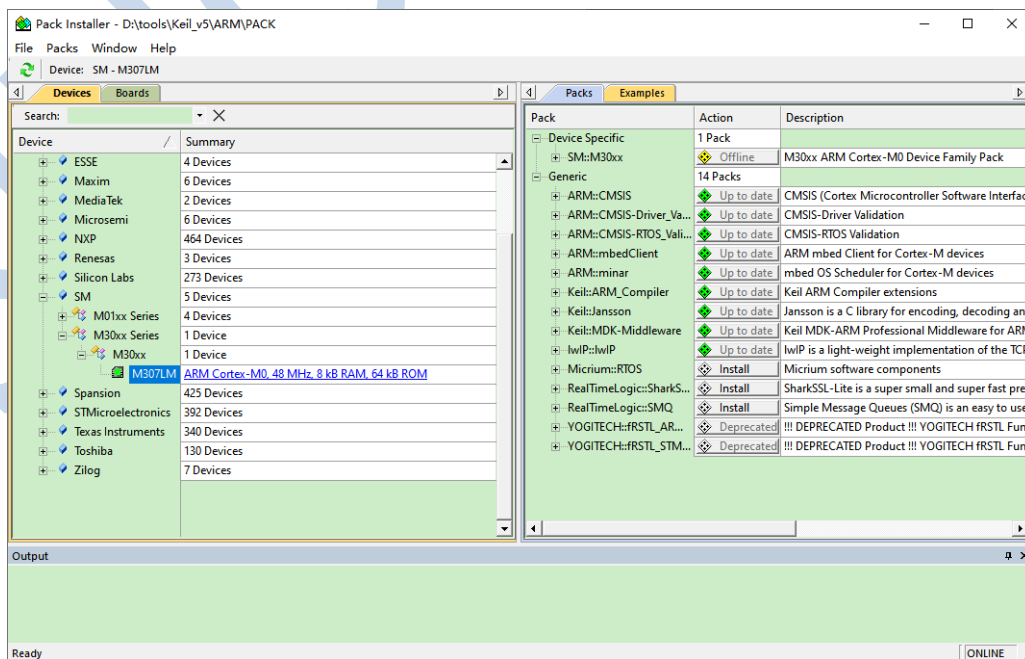 Pack Installer - D:\tools\Keil_v5\ARM\PACK
File Packs Window Help
Device: SM - M307LM
Devices Boards
Search:
Device / Summary
ESSE 4 Devices
Maxim 6 Devices
MediaTek 2 Devices
Microsemi 6 Devices
NXP 464 Devices
Renesas 3 Devices
Silicon Labs 273 Devices
SM 5 Devices
M01xx Series 4 Devices
M30xx Series 1 Device
M30xx 1 Device
M307LM ARM Cortex-M0, 48 MHz, 8 kB RAM, 64 kB ROM
Spansion 425 Devices
STMicroelectronics 392 Devices
Texas Instruments 340 Devices
Toshiba 130 Devices
Zilog 7 Devices
Packs Examples
Pack Action Description
Device Specific 1 Pack
SM::M30xx Offline M30xx ARM Cortex-M0 Device Family Pack
Generic 14 Packs
ARM::CMSIS Up to date CMSIS (Cortex Microcontroller Software Interfac
ARM::CMSIS-Driver_Va... Up to date CMSIS-Driver Validation
ARM::CMSIS-RTOS_Vali... Up to date CMSIS-RTOS Validation
ARM::mbedClient Up to date ARM mbed Client for Cortex-M devices
ARM::minar Up to date mbed OS Scheduler for Cortex-M devices
Keil::ARM_Compiler Up to date Keil ARM Compiler extensions
Keil::Jansson Up to date Jansson is a C library for encoding, decoding an
Keil::MDK-Middleware Up to date Keil MDK-ARM Professional Middleware for ARM
lwIP::lwIP Up to date lwIP is a light-weight implementation of the TCP
Micrium::RTOS Install Micrium software components
RealTimeLogic::SharkS... Install SharkSSL-Lite is a super small and super fast pre
RealTimeLogic::SMQ Install Simple Message Queues (SMQ) is an easy to use
YOGITECH::fRSTL_AR... Deprecated !!! DEPRECATED Product !!! YOGITECH fRSTL Fun
YOGITECH::fRSTL_STM... Deprecated !!! DEPRECATED Product !!! YOGITECH fRSTL Fun
Output
Ready ONLINE